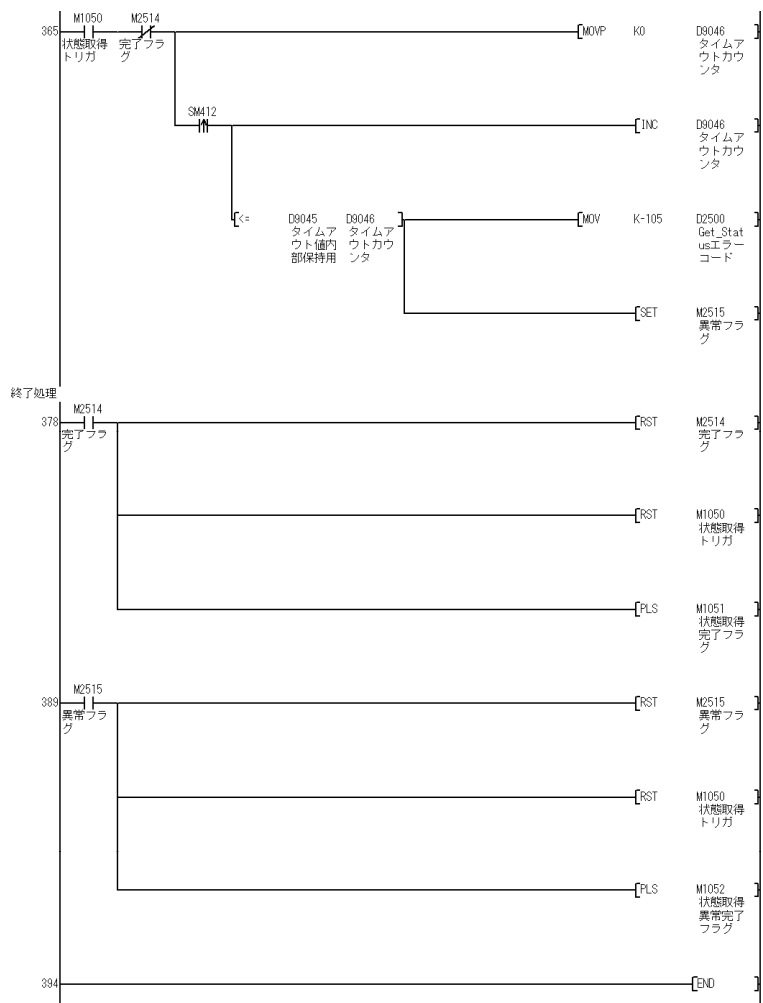 M1050 M2514
365 [MOVP K0 D9046 ]
状態取得 完了フラ タイムア
トリガ グ ウトカウ
ンタ
SM412
[INC D9046 ]
タイムア
ウトカウ
ンタ
[<= D9045 D9046 ] [MOV K-105 D2500 ]
タイムア タイムア Get_Stat
ウト値内 ウトカウ usエラー
部保持用 ンタ コード
[SET M2515 ]
異常フラ
グ
終了処理
M2514
378 [RST M2514 ]
完了フラ 完了フラ
グ グ
[RST M1050 ]
状態取得
トリガ
[PLS M1051 ]
状態取得
完了フラ
グ
M2515
389 [RST M2515 ]
異常フラ 異常フラ
グ グ
[RST M1050 ]
状態取得
トリガ
[PLS M1052 ]
状態取得
異常完了
フラグ
394 [END ]